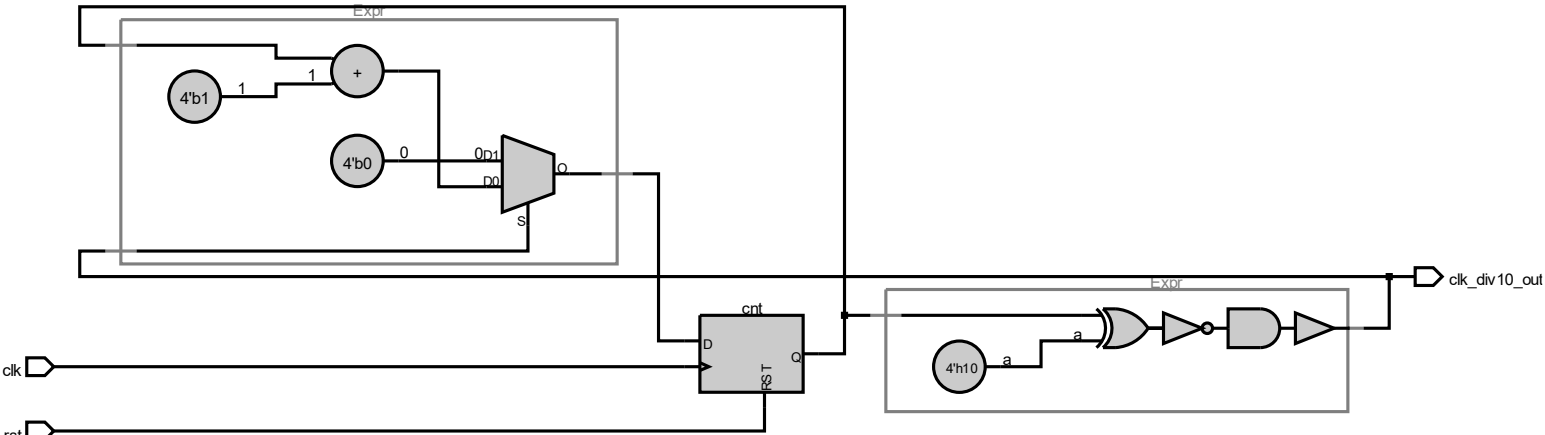 Expr
+
1
4'b1
1
4'b0
0
0
D1
D0
O
S
clk_div10_out
Expr
cnt
a
D
Q
clk
RST
4'h10
a
rst